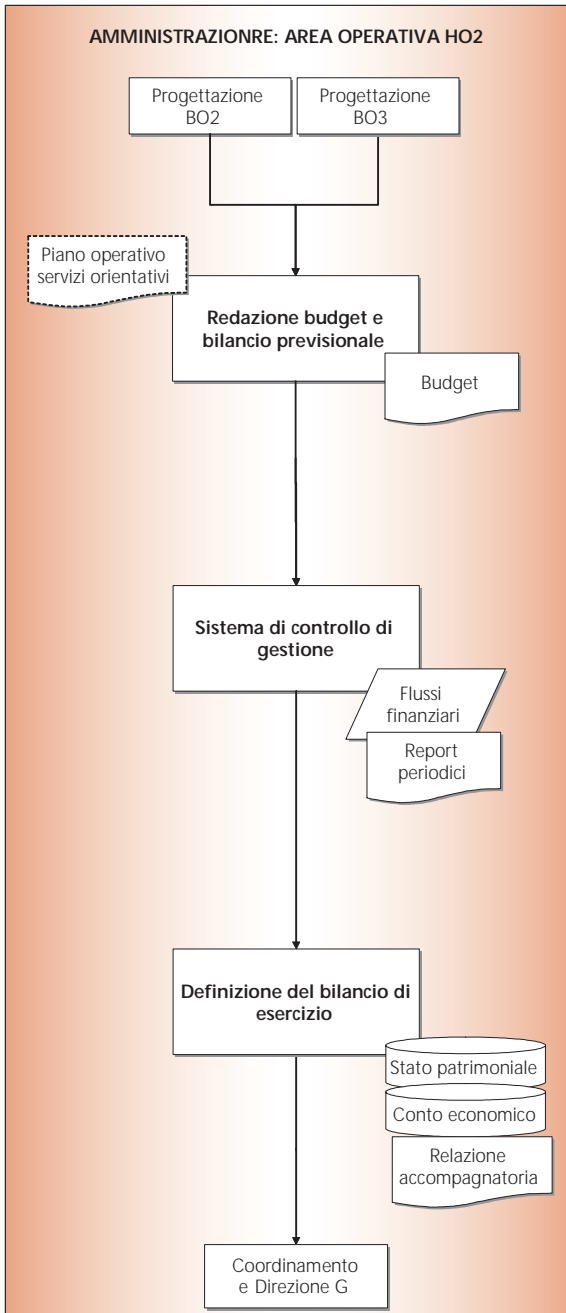 AMMINISTRAZIONRE: AREA OPERATIVA HO2
Progettazione
BO2
Progettazione
BO3
Piano operativo
servizi orientativi
Redazione budget e
bilancio previsionale
Budget
Sistema di controllo di
gestione
Flussi
finanziari
Report
periodici
Definizione del bilancio di
esercizio
Stato patrimoniale
Conto economico
Relazione
accompagnatoria
Coordinamento
e Direzione G